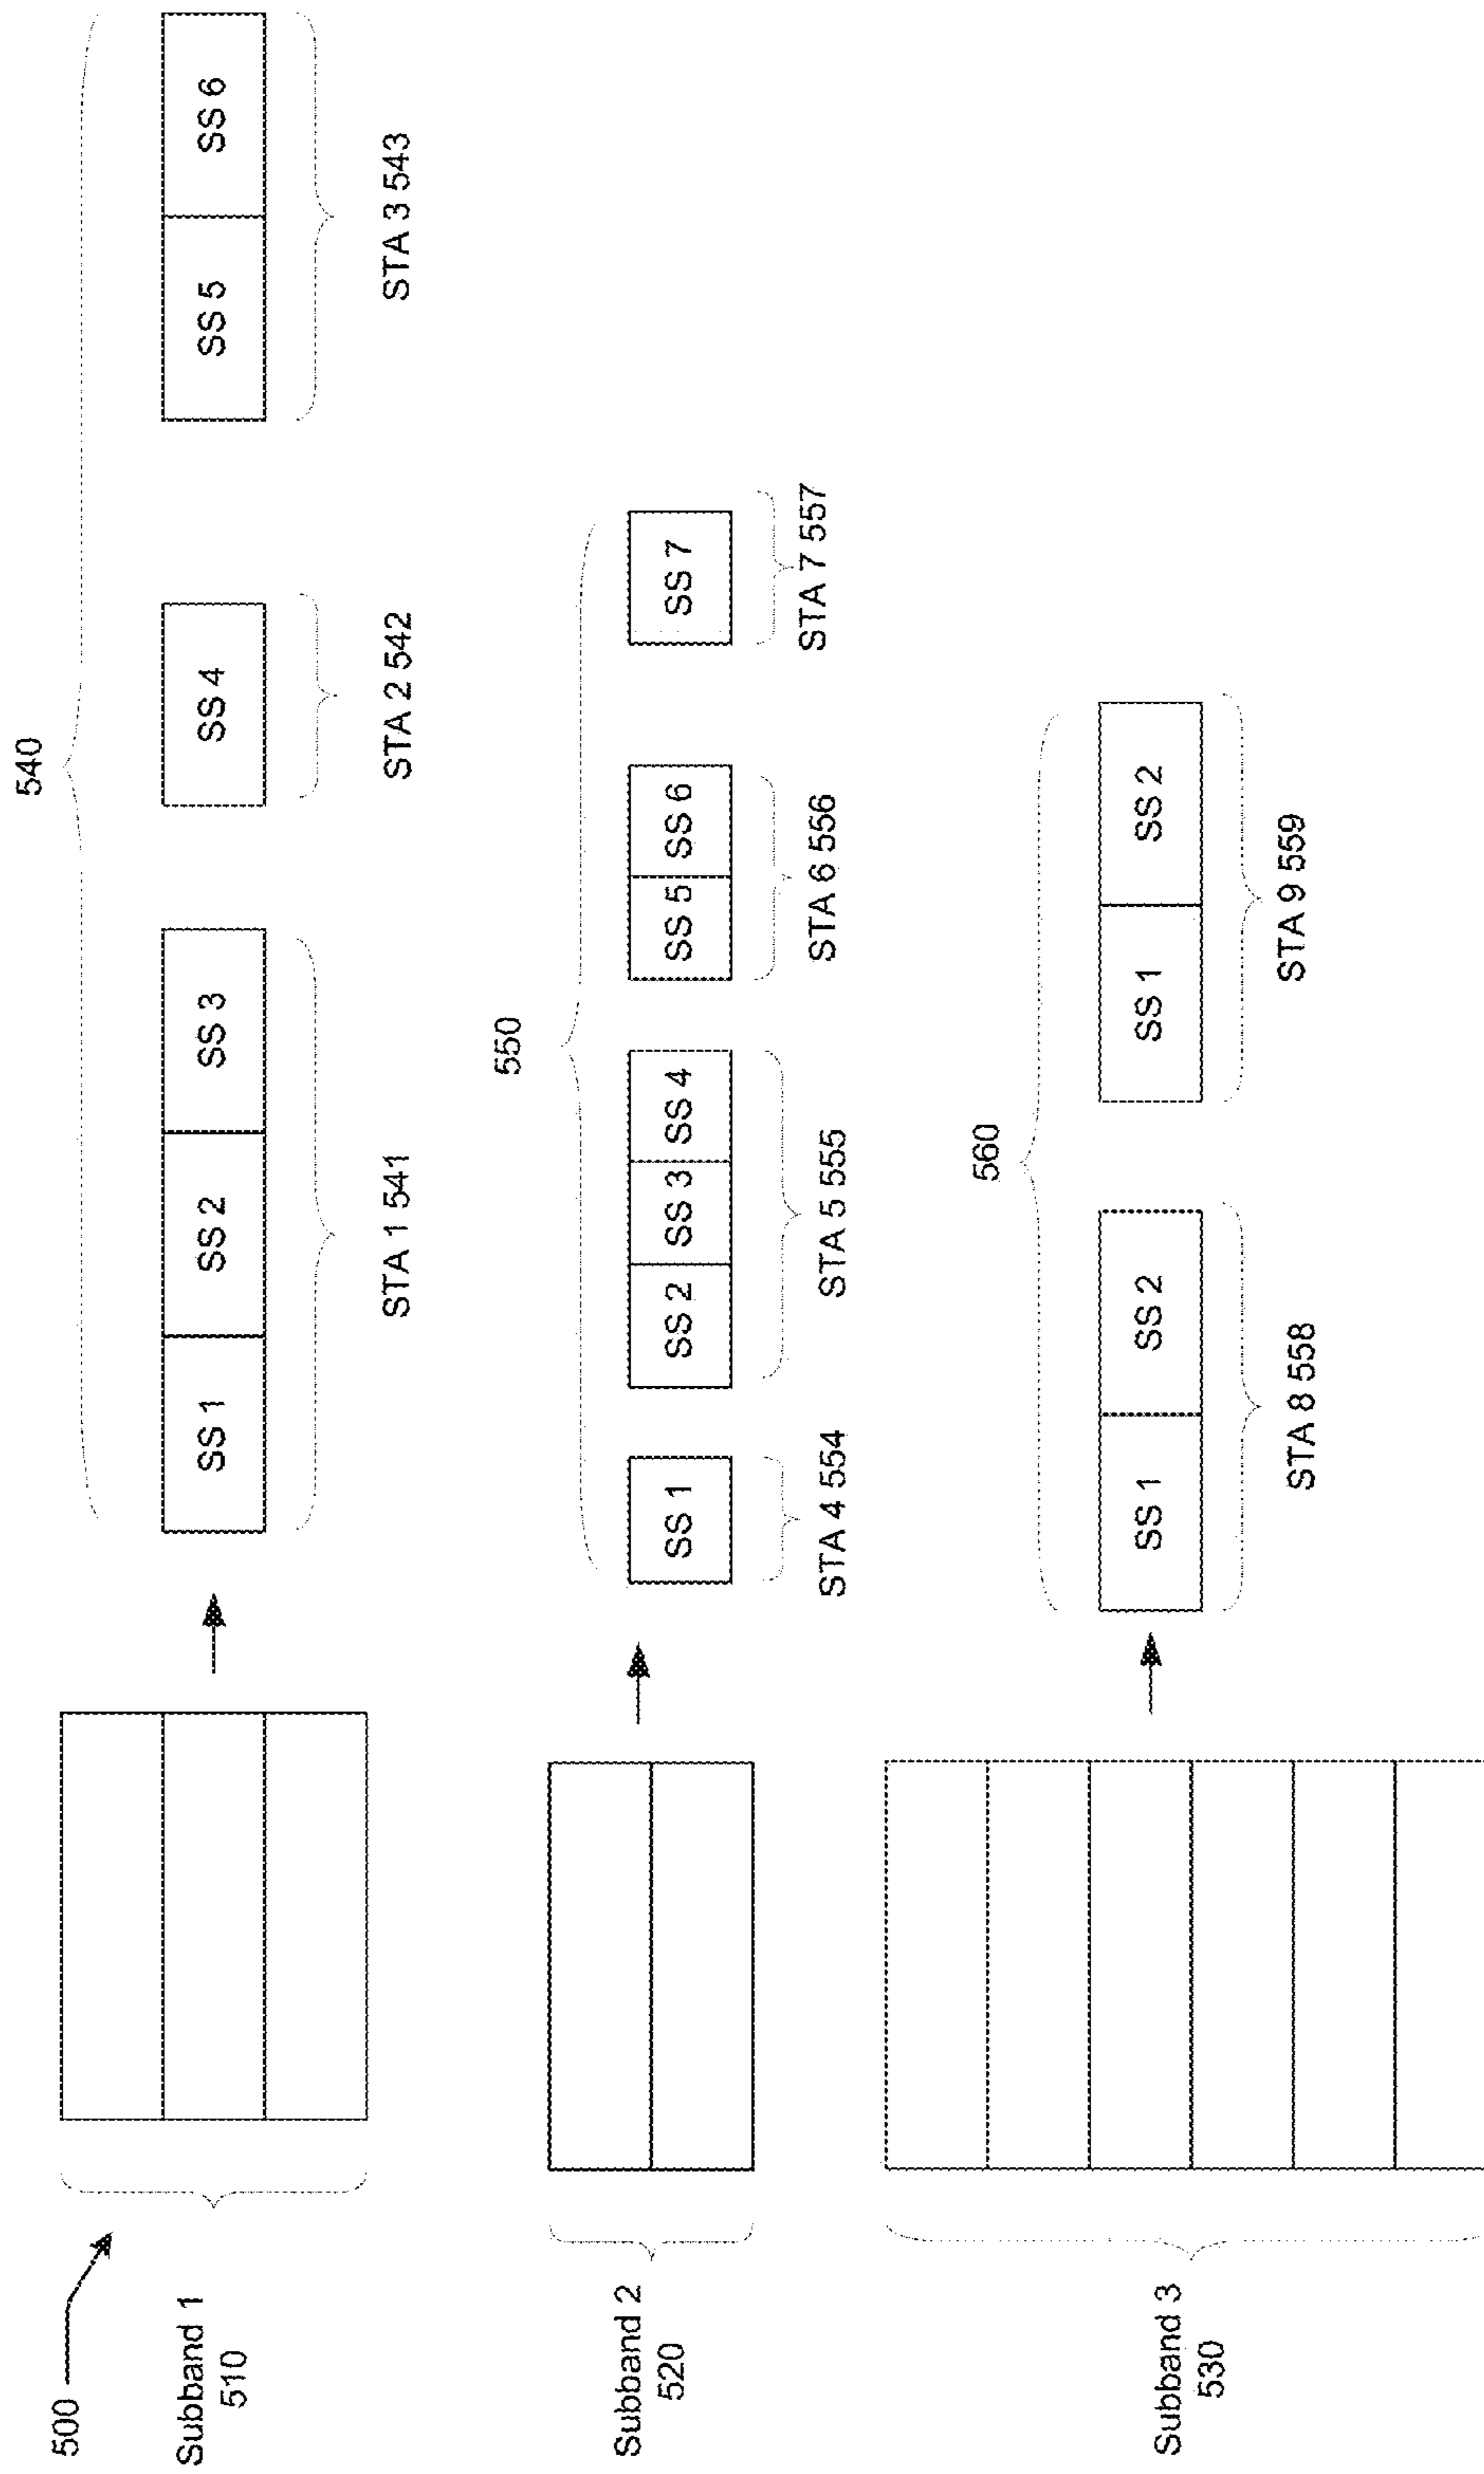 500
Subband 1
510
540
SS 1
SS 2
SS 3
SS 4
SS 5
SS 6
STA 1 541
STA 2 542
STA 3 543
Subband 2
520
550
SS 1
SS 2
SS 3
SS 4
SS 5
SS 6
SS 7
STA 4 554
STA 5 555
STA 6 556
STA 7 557
Subband 3
530
560
SS 1
SS 2
SS 1
SS 2
STA 8 558
STA 9 559